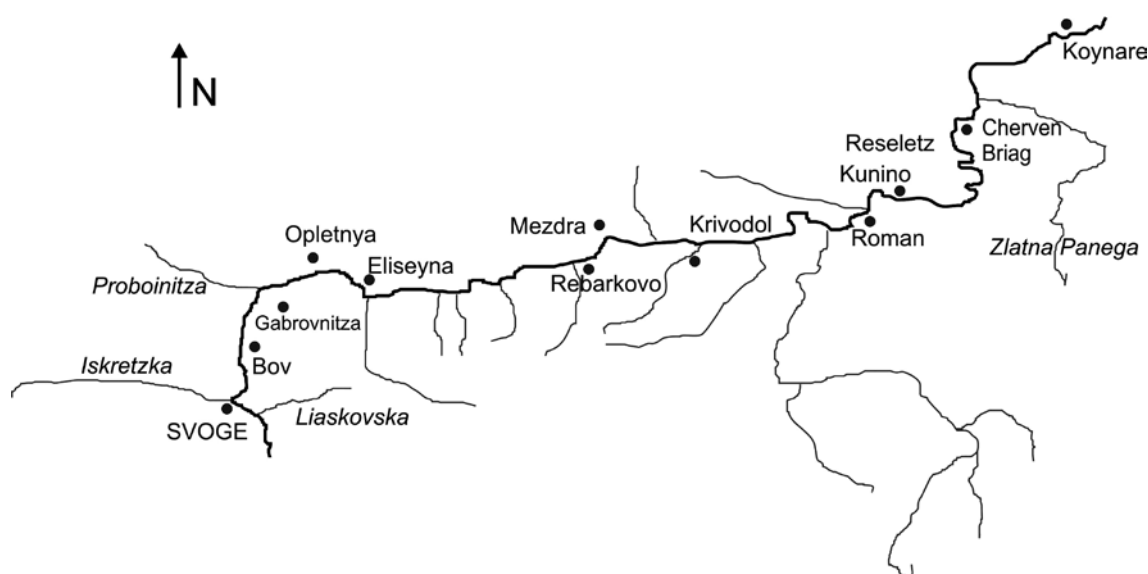 Koynare
N
Cherven
Briag
Reseletz
Kunino
Mezdra
Krivodol
Opletnya
Roman
Zlatna Panega
Eliseyna
Proboinitza
Rebarkovo
Gabrovnitza
Bov
Iskretzka
Liaskovska
SVOGE